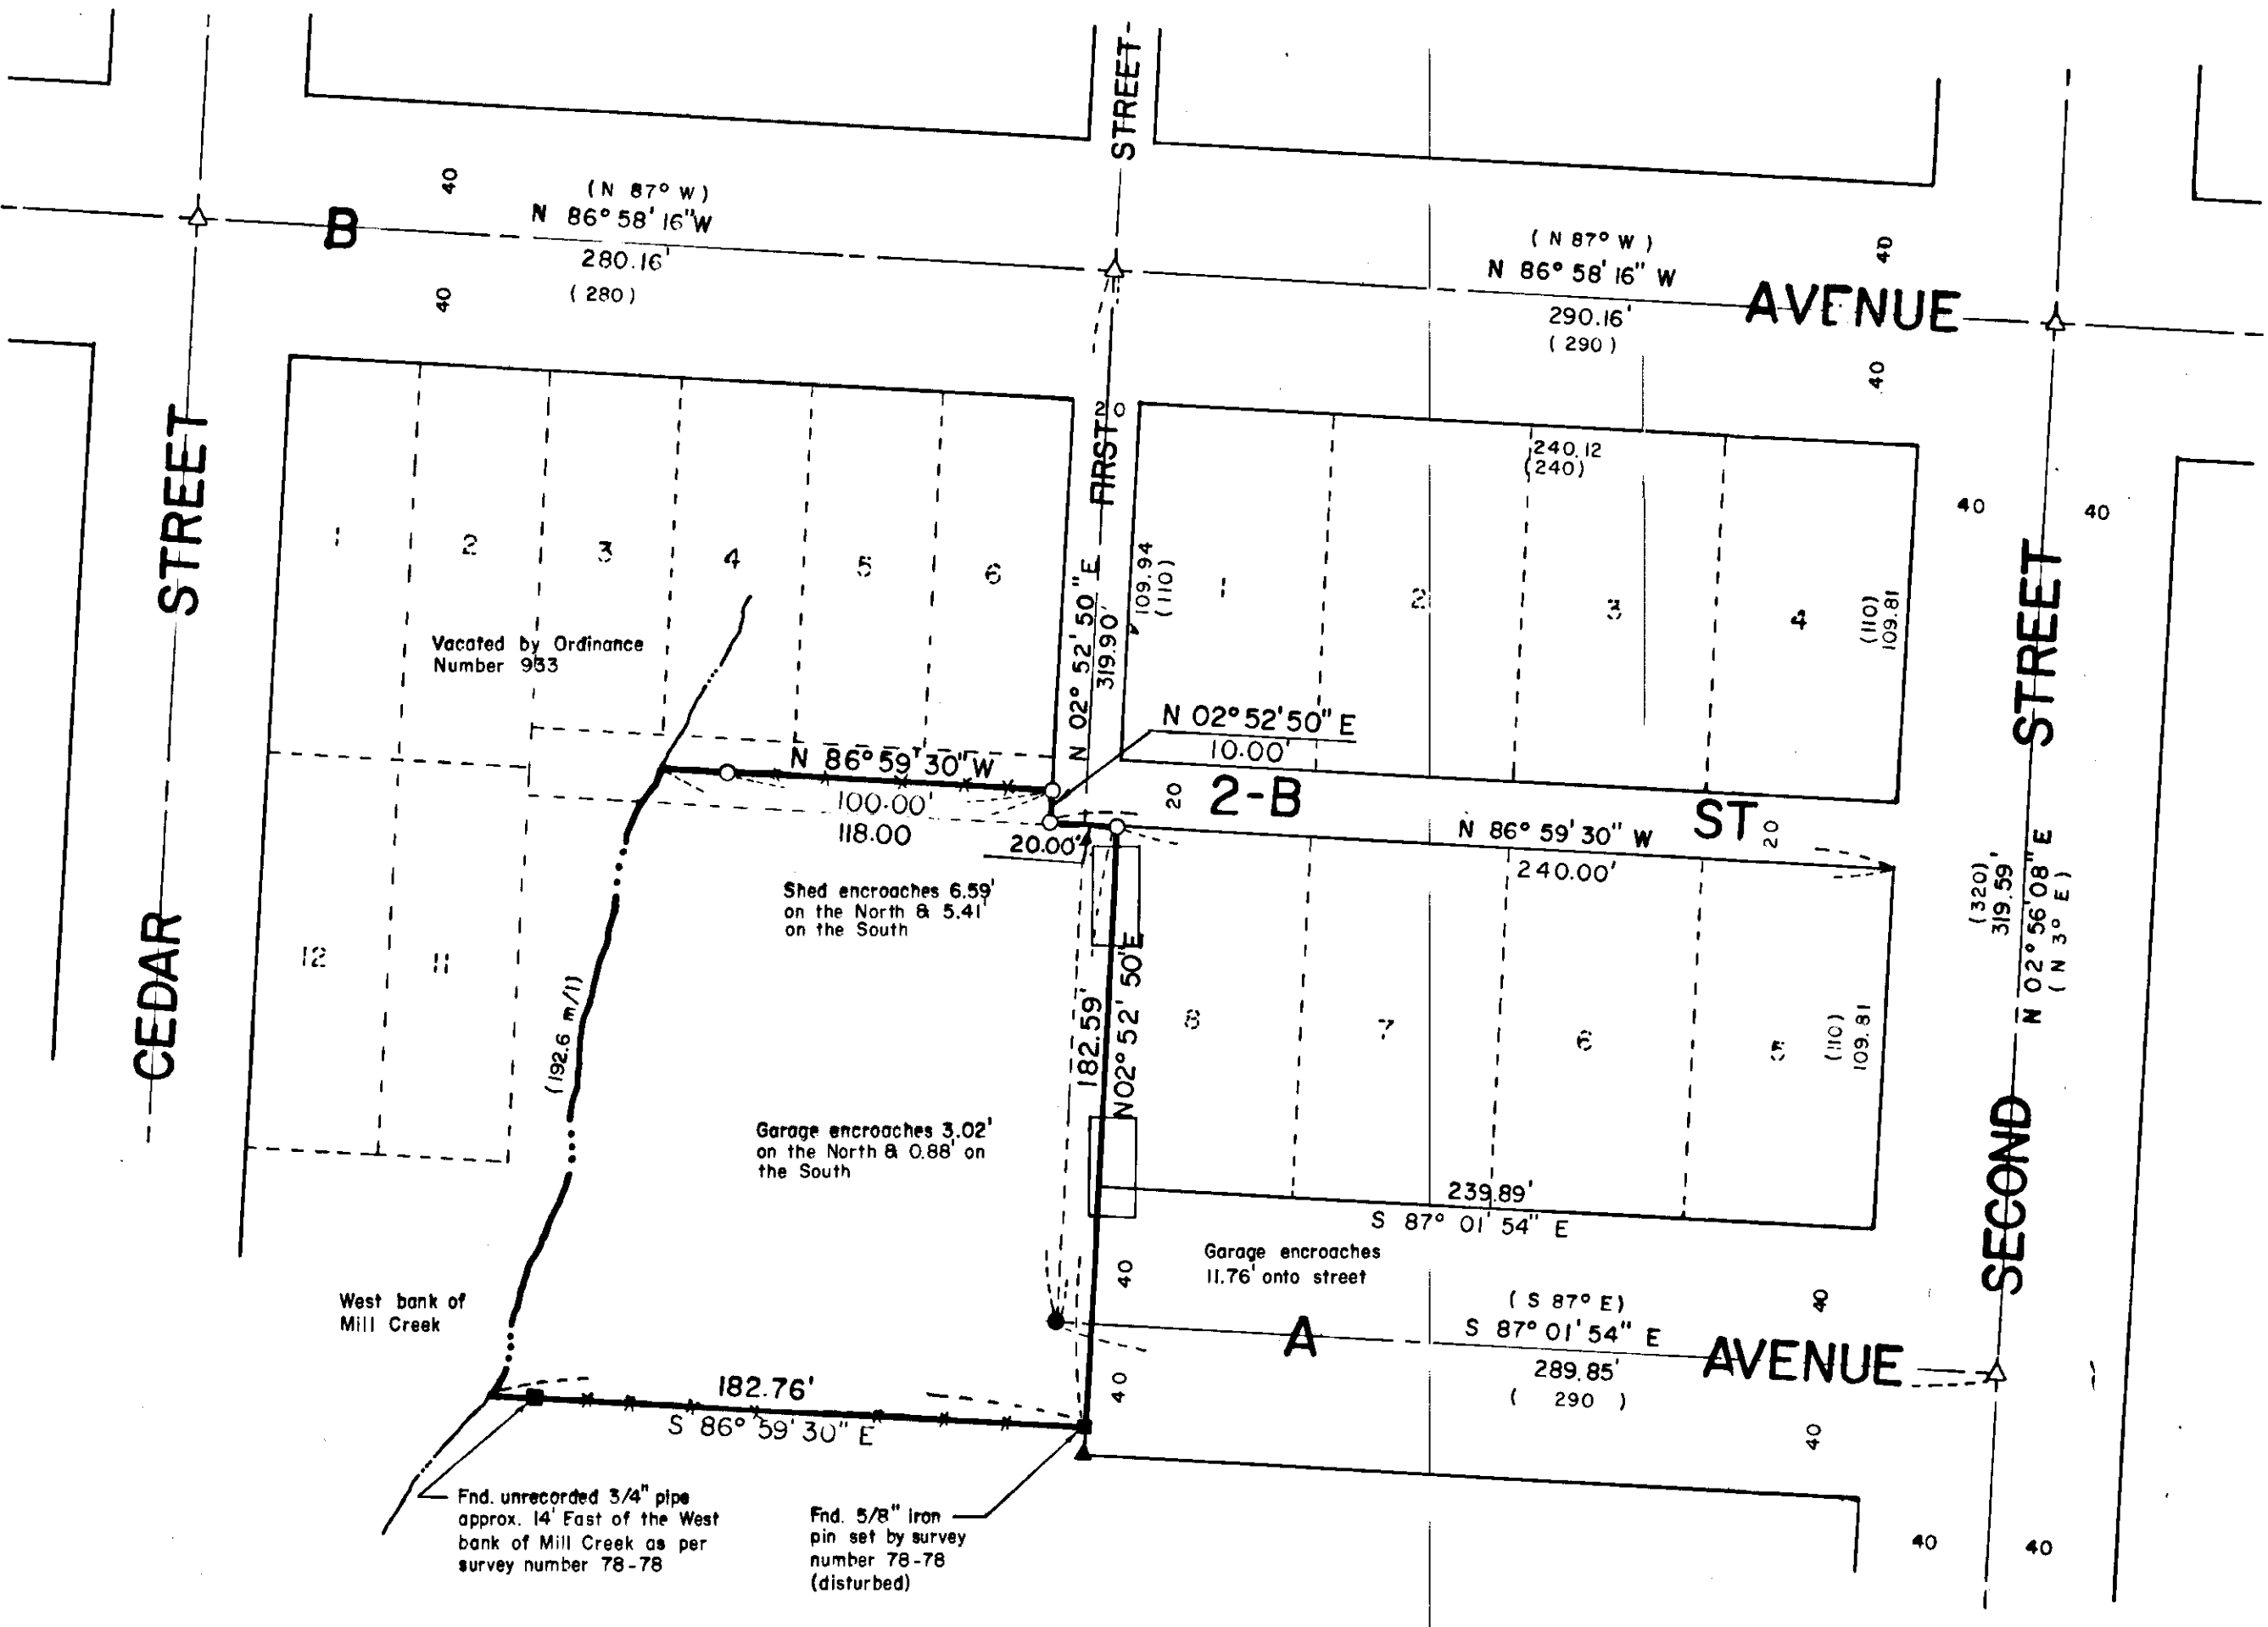 STREET
40
(N 87° W)
N 86° 58' 16" W
280.16'
(280)
40
B
(N 87° W)
N 86° 58' 16" W
290.16'
(290)
40
40
AVENUE
CEDAR STREET
20
FIRST
240.12
(240)
40
40
1
2
3
4
5
6
N 02° 52' 50" E
319.90'
109.94
(110)
1
2
3
4
(110)
109.81
Vacated by Ordinance
Number 933
N 02° 52' 50" E
10.00'
N 86° 59' 30" W
100.00'
118.00
20.00'
20
2-B
ST
20
N 86° 59' 30" W
240.00'
Shed encroaches 6.59'
on the North & 5.41'
on the South
SECOND STREET
(320)
319.59'
N 02° 56' 08" E
(N 3° E)
12
11
(192.6 m/l)
182.59'
N 02° 52' 50" E
8
7
6
5
(110)
109.81
Garage encroaches 3.02'
on the North & 0.88' on
the South
239.89'
S 87° 01' 54" E
Garage encroaches
11.76' onto street
40
West bank of
Mill Creek
A
(S 87° E)
S 87° 01' 54" E
289.85'
( 290 )
40
AVENUE
40
40
182.76'
S 86° 59' 30" E
Fnd. unrecorded 3/4" pipe
approx. 14' East of the West
bank of Mill Creek as per
survey number 78-78
Fnd. 5/8" iron
pin set by survey
number 78-78
(disturbed)
40
40